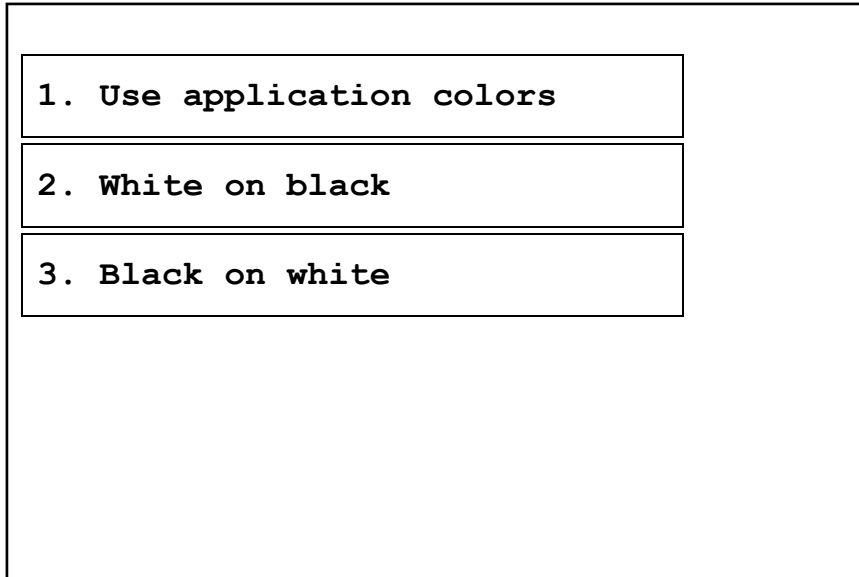 1. Use application colors
2. White on black
3. Black on white